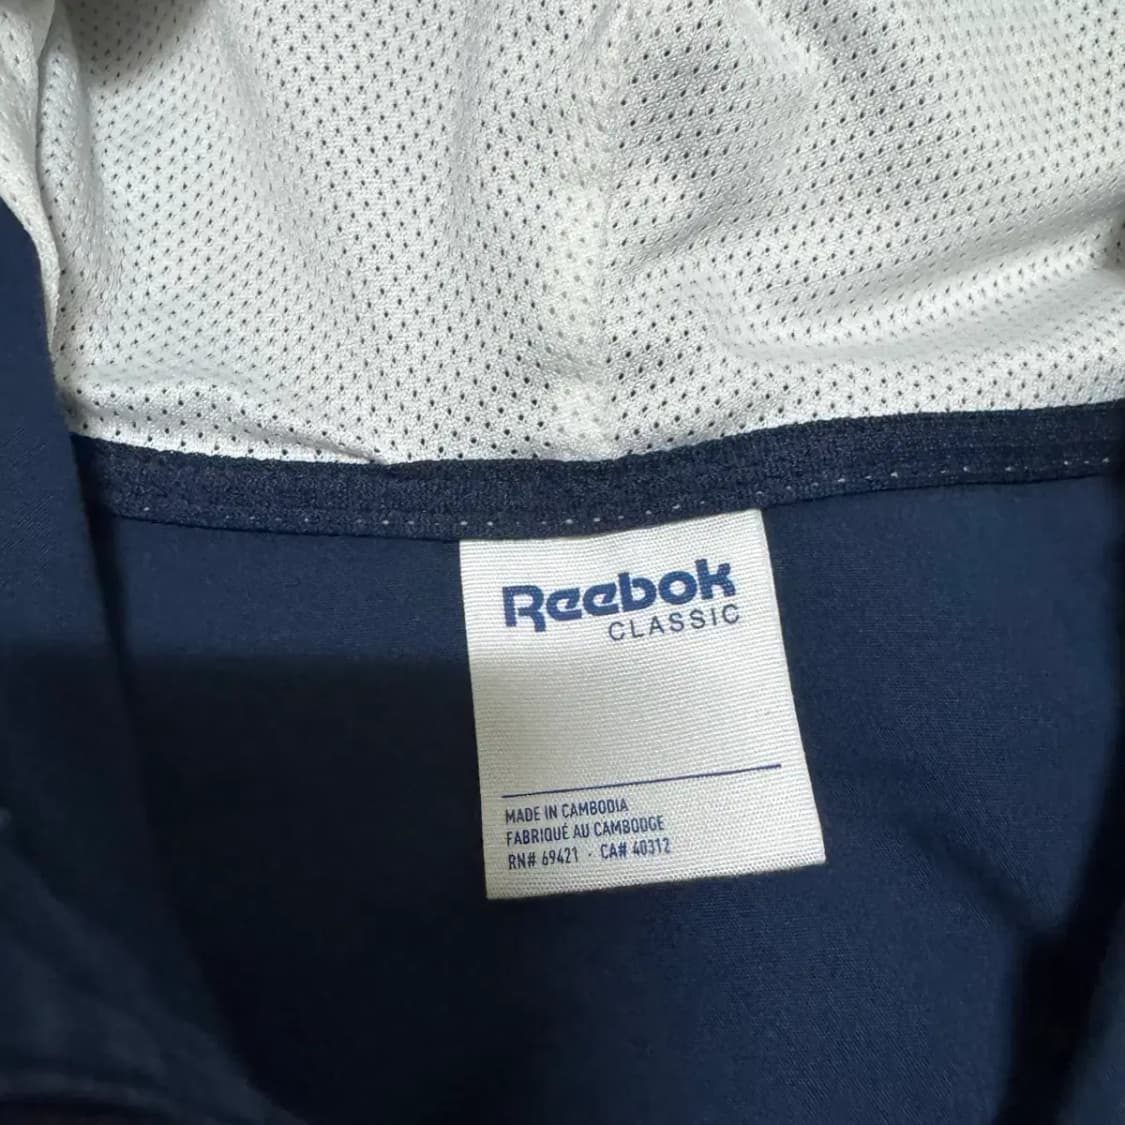 Reebok
CLASSIC
MADE IN CAMBODIA
FABRIQUÉ AU CAMBODGE
RN# 69421 - CA# 40312